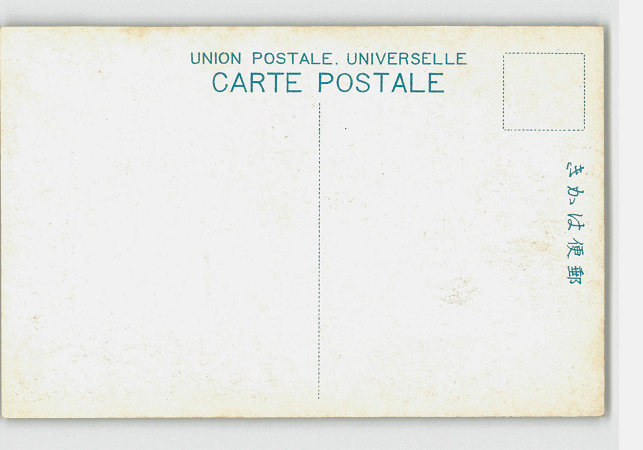 UNION POSTALE. UNIVERSELLE
CARTE POSTALE
きかは便郵